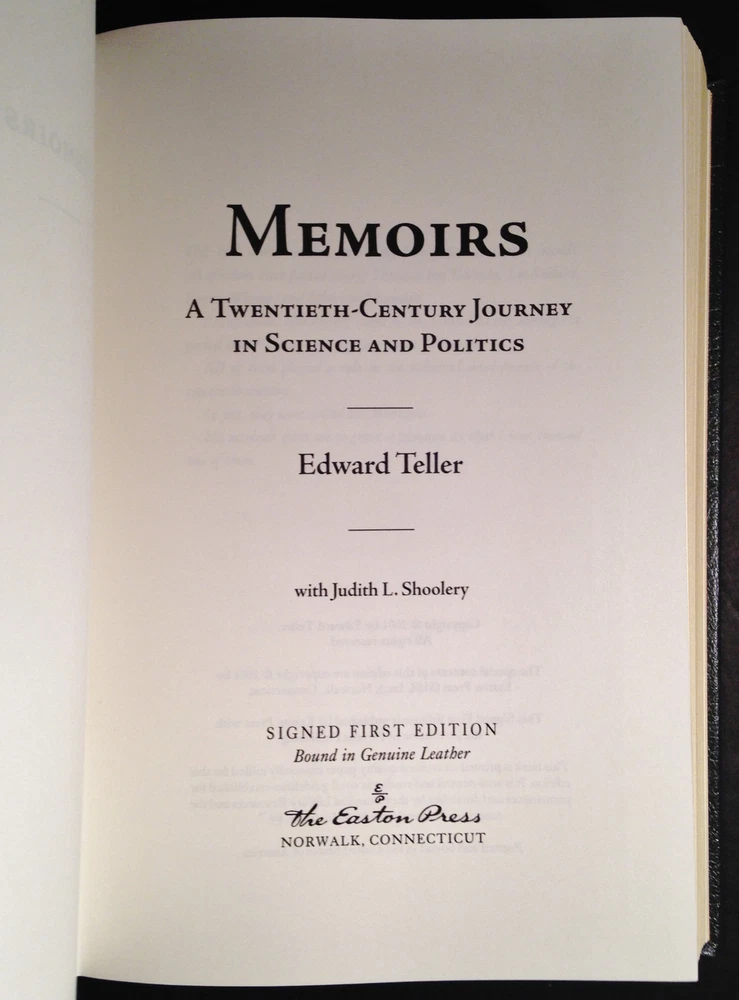 MEMOIRS
A TWENTIETH-CENTURY JOURNEY
IN SCIENCE AND POLITICS
Edward Teller
with Judith L. Shoolery
SIGNED FIRST EDITION
Bound in Genuine Leather
The Easton Press
NORWALK, CONNECTICUT